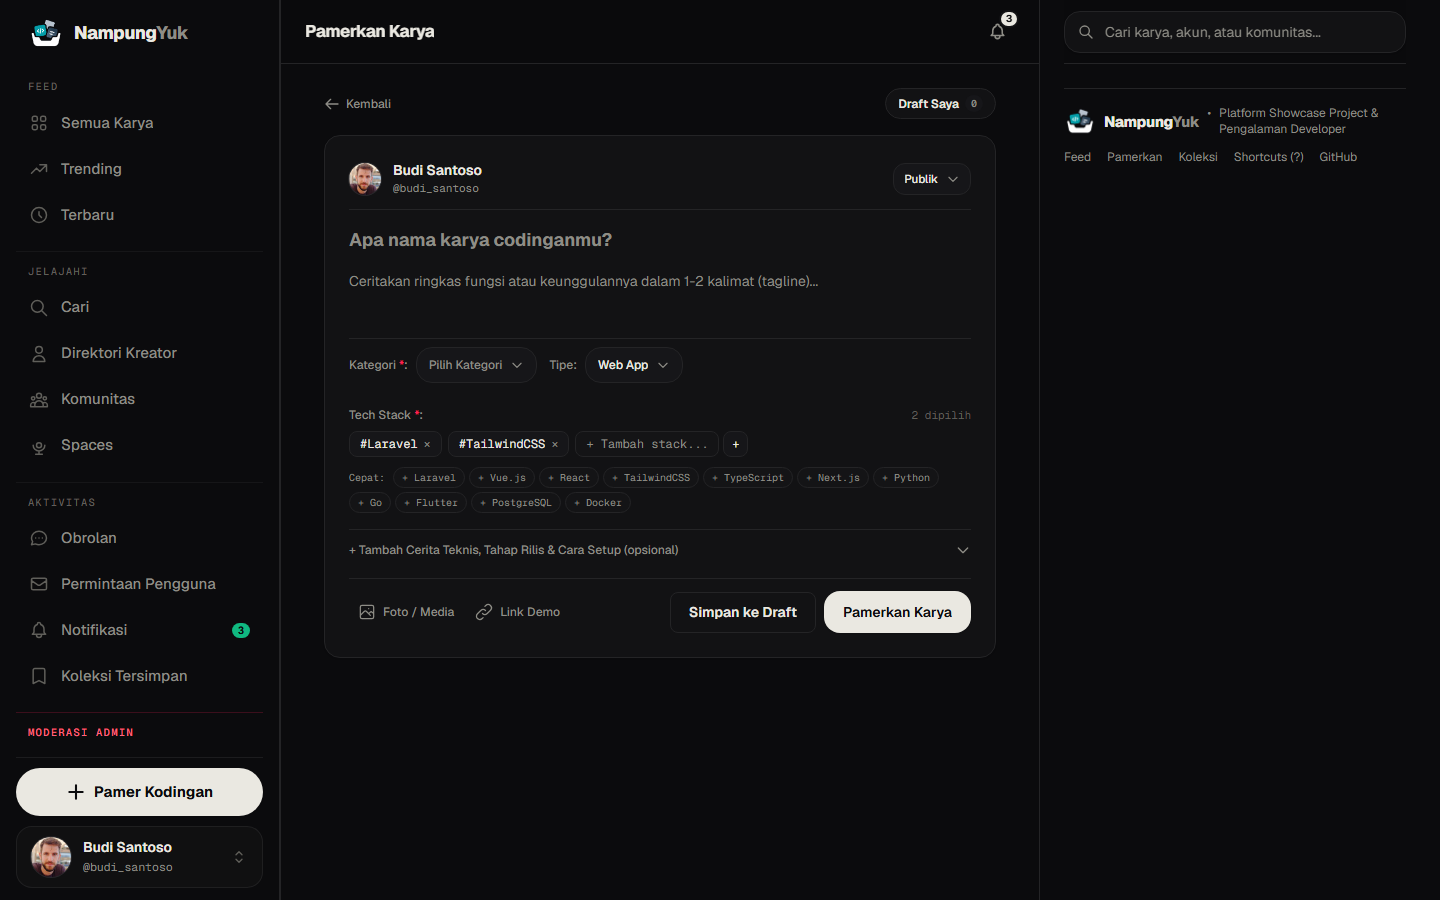 NampungYuk
FEED
Semua Karya
Trending
Terbaru
JELAJAHI
Cari
Direktori Kreator
Komunitas
Spaces
AKTIVITAS
Obrolan
Permintaan Pengguna
Notifikasi 3
Koleksi Tersimpan
MODERASI ADMIN
Pamer Kodingan
Budi Santoso
@budi_santoso
Pamerkan Karya
3
Kembali
Draft Saya 0
Budi Santoso
@budi_santoso
Publik
Apa nama karya codinganmu?
Ceritakan ringkas fungsi atau keunggulannya dalam 1-2 kalimat (tagline)...
Kategori *: Pilih Kategori Tipe: Web App
Tech Stack *: 2 dipilih
#Laravel × #TailwindCSS × + Tambah stack... +
Cepat: + Laravel + Vue.js + React + TailwindCSS + TypeScript + Next.js + Python
+ Go + Flutter + PostgreSQL + Docker
+ Tambah Cerita Teknis, Tahap Rilis & Cara Setup (opsional)
Foto / Media Link Demo Simpan ke Draft Pamerkan Karya
Cari karya, akun, atau komunitas...
NampungYuk • Platform Showcase Project &
Pengalaman Developer
Feed Pamerkan Koleksi Shortcuts (?) GitHub